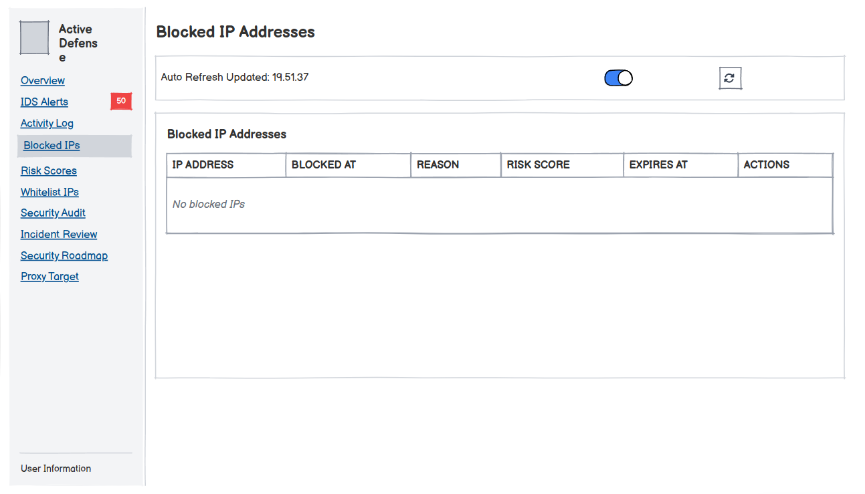 Active
Defens
e
Overview
IDS Alerts
50
Activity Log
Blocked IPs
Risk Scores
Whitelist IPs
Security Audit
Incident Review
Security Roadmap
Proxy Target
User Information
Blocked IP Addresses
Auto Refresh Updated: 19.51.37
Blocked IP Addresses
IP ADDRESS BLOCKED AT REASON RISK SCORE EXPIRES AT ACTIONS
No blocked IPs